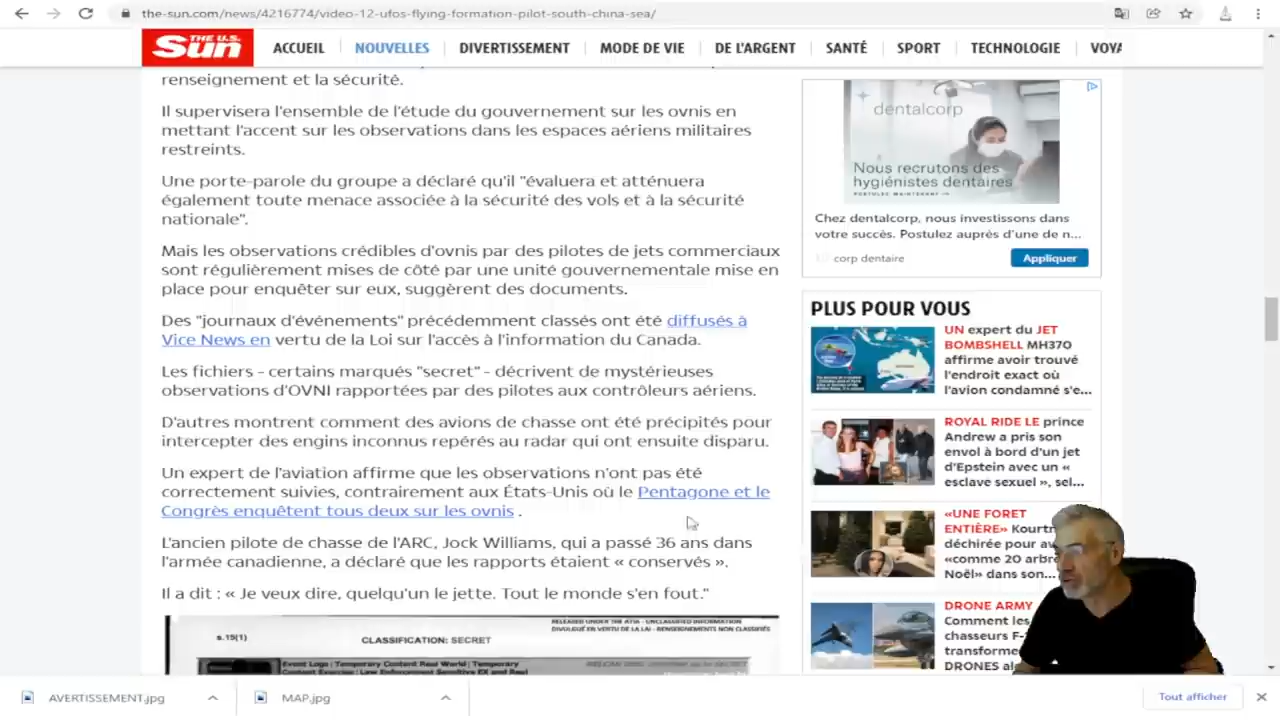 the-sun.com/news/4216774/video-12-ufos-flying-formation-pilot-south-china-sea/
THE U.S.
Sun
ACCUEIL
NOUVELLES
DIVERTISSEMENT
MODE DE VIE
DE L'ARGENT
SANTÉ
SPORT
TECHNOLOGIE
VOYA
renseignement et la sécurité.
Il supervisera l'ensemble de l'étude du gouvernement sur les ovnis en
mettant l'accent sur les observations dans les espaces aériens militaires
restreints.
Une porte-parole du groupe a déclaré qu'il "évaluera et atténuera
également toute menace associée à la sécurité des vols et à la sécurité
nationale".
Mais les observations crédibles d'ovnis par des pilotes de jets commerciaux
sont régulièrement mises de côté par une unité gouvernementale mise en
place pour enquêter sur eux, suggèrent des documents.
Des "journaux d'événements" précédemment classés ont été diffusés à
Vice News en vertu de la Loi sur l'accès à l'information du Canada.
Les fichiers - certains marqués "secret" - décrivent de mystérieuses
observations d'OVNI rapportées par des pilotes aux contrôleurs aériens.
D'autres montrent comment des avions de chasse ont été précipités pour
intercepter des engins inconnus repérés au radar qui ont ensuite disparu.
Un expert de l'aviation affirme que les observations n'ont pas été
correctement suivies, contrairement aux États-Unis où le Pentagone et le
Congrès enquêtent tous deux sur les ovnis .
L'ancien pilote de chasse de l'ARC, Jock Williams, qui a passé 36 ans dans
l'armée canadienne, a déclaré que les rapports étaient « conservés ».
Il a dit : « Je veux dire, quelqu'un le jette. Tout le monde s'en fout."
RELEASED UNDER THE ATIA - UNCLASSIFIED INFORMATION
DIVULGUÉ EN VERTU DE LA LAI - RENSEIGNEMENTS NON CLASSIFIÉS
s.15(1)
CLASSIFICATION: SECRET
Event Logs | Temporary Content Real World | Temporary
Content Exercise | Law Enforcement Sensitive EX and Real
dentalcorp
Nous recrutons des
hygiénistes dentaires
POSTULEZ MAINTENANT
Chez dentalcorp, nous investissons dans
votre succès. Postulez auprès d'une de n...
corp dentaire
Appliquer
PLUS POUR VOUS
UN expert du JET
BOMBSHELL MH370
affirme avoir trouvé
l'endroit exact où
l'avion condamné s'e...
ROYAL RIDE LE prince
Andrew a pris son
envol à bord d'un jet
d'Epstein avec un «
esclave sexuel », sel...
«UNE FORET
ENTIÈRE» Kourtn
déchirée pour av
«comme 20 arbre
Noël» dans son...
DRONE ARMY
Comment les
chasseurs F-
transforme
DRONES al
AVERTISSEMENT.jpg
MAP.jpg
Tout afficher